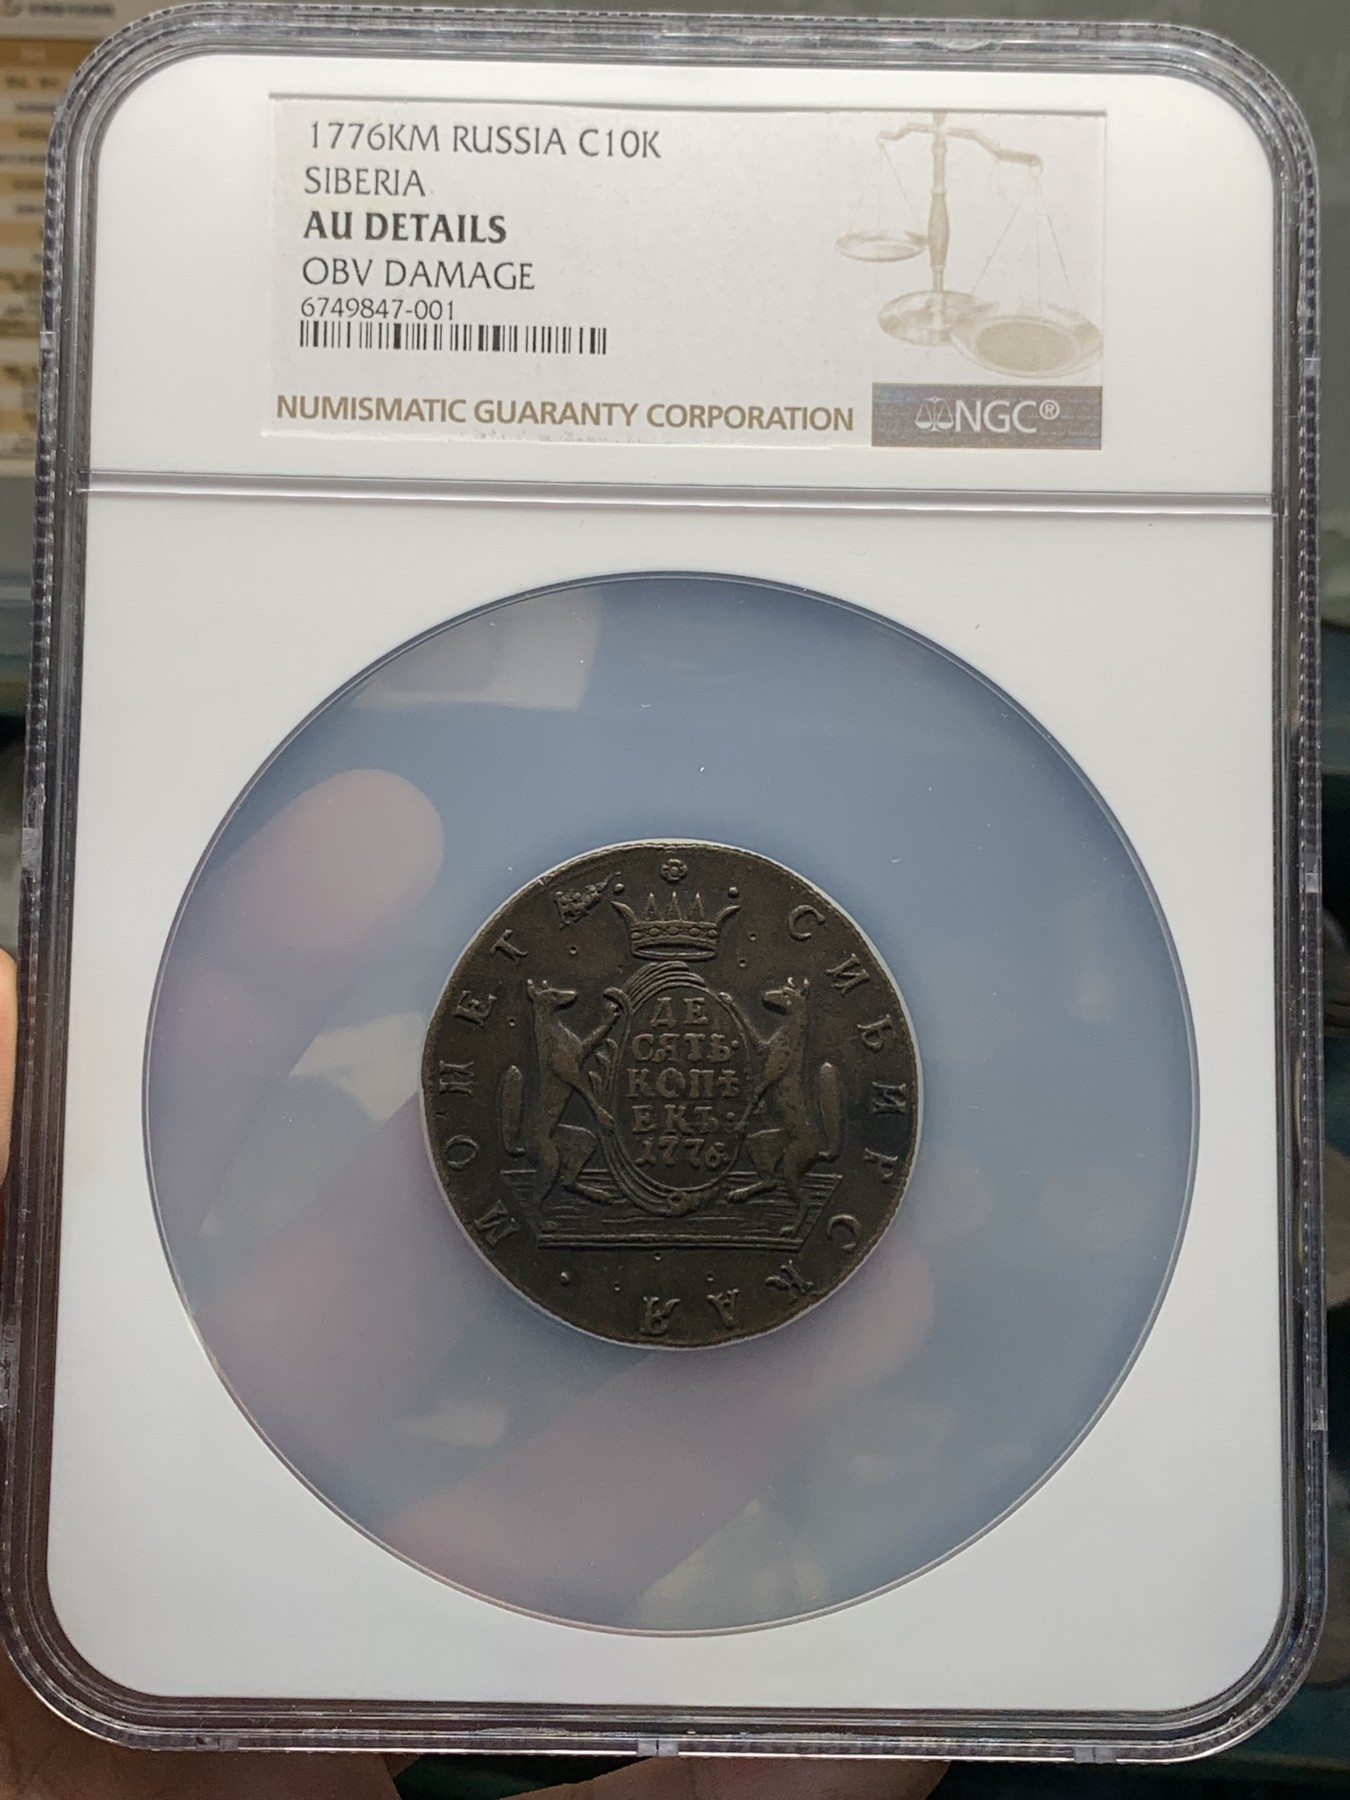 1776KM RUSSIA C10K
SIBERIA
AU DETAILS
OBV DAMAGE
6749847-001
NUMISMATIC GUARANTY CORPORATION
NGC®
СИБИРСКАЯ
МОНЕТ
ДЕ
СЯТЬ·
КОПѢ
ЕКЪ:
1776